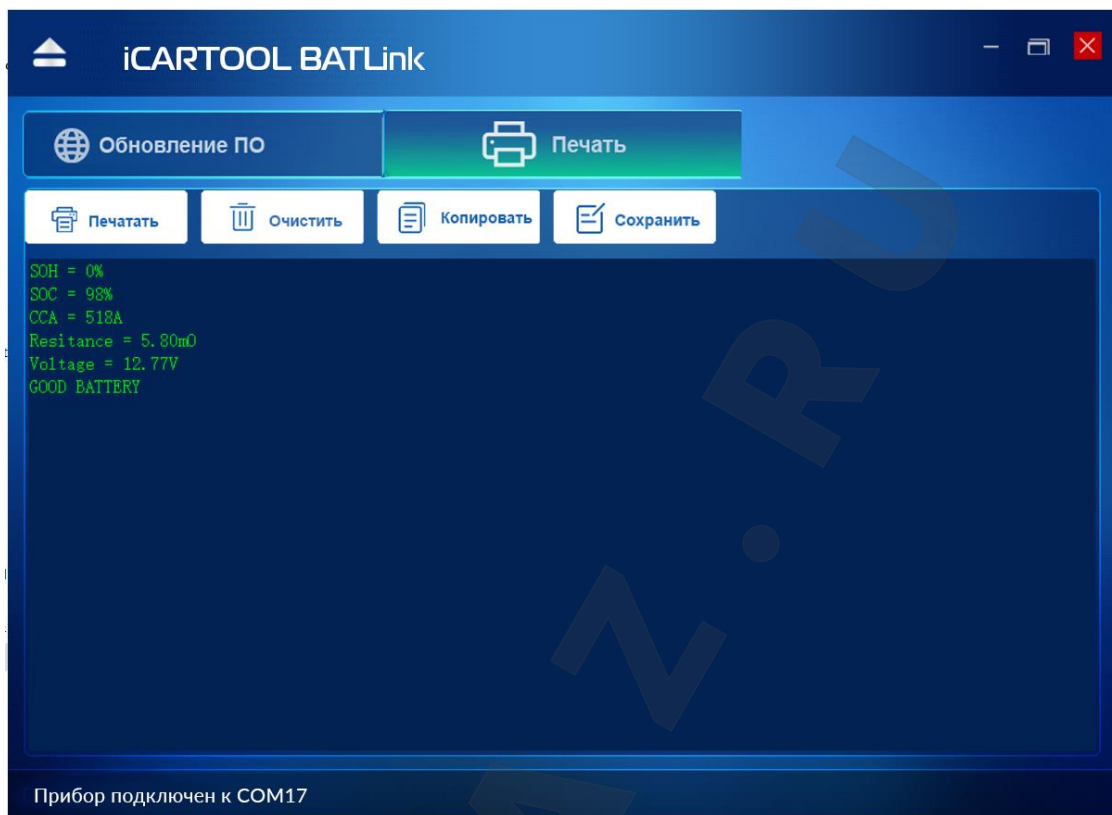 iCARTOOL BATLink
Обновление ПО
Печать
Печатать
Очистить
Копировать
Сохранить
SOH = 0%
SOC = 98%
CCA = 518A
Resitance = 5.80mΩ
Voltage = 12.77V
GOOD BATTERY
Прибор подключен к COM17
Z.RU